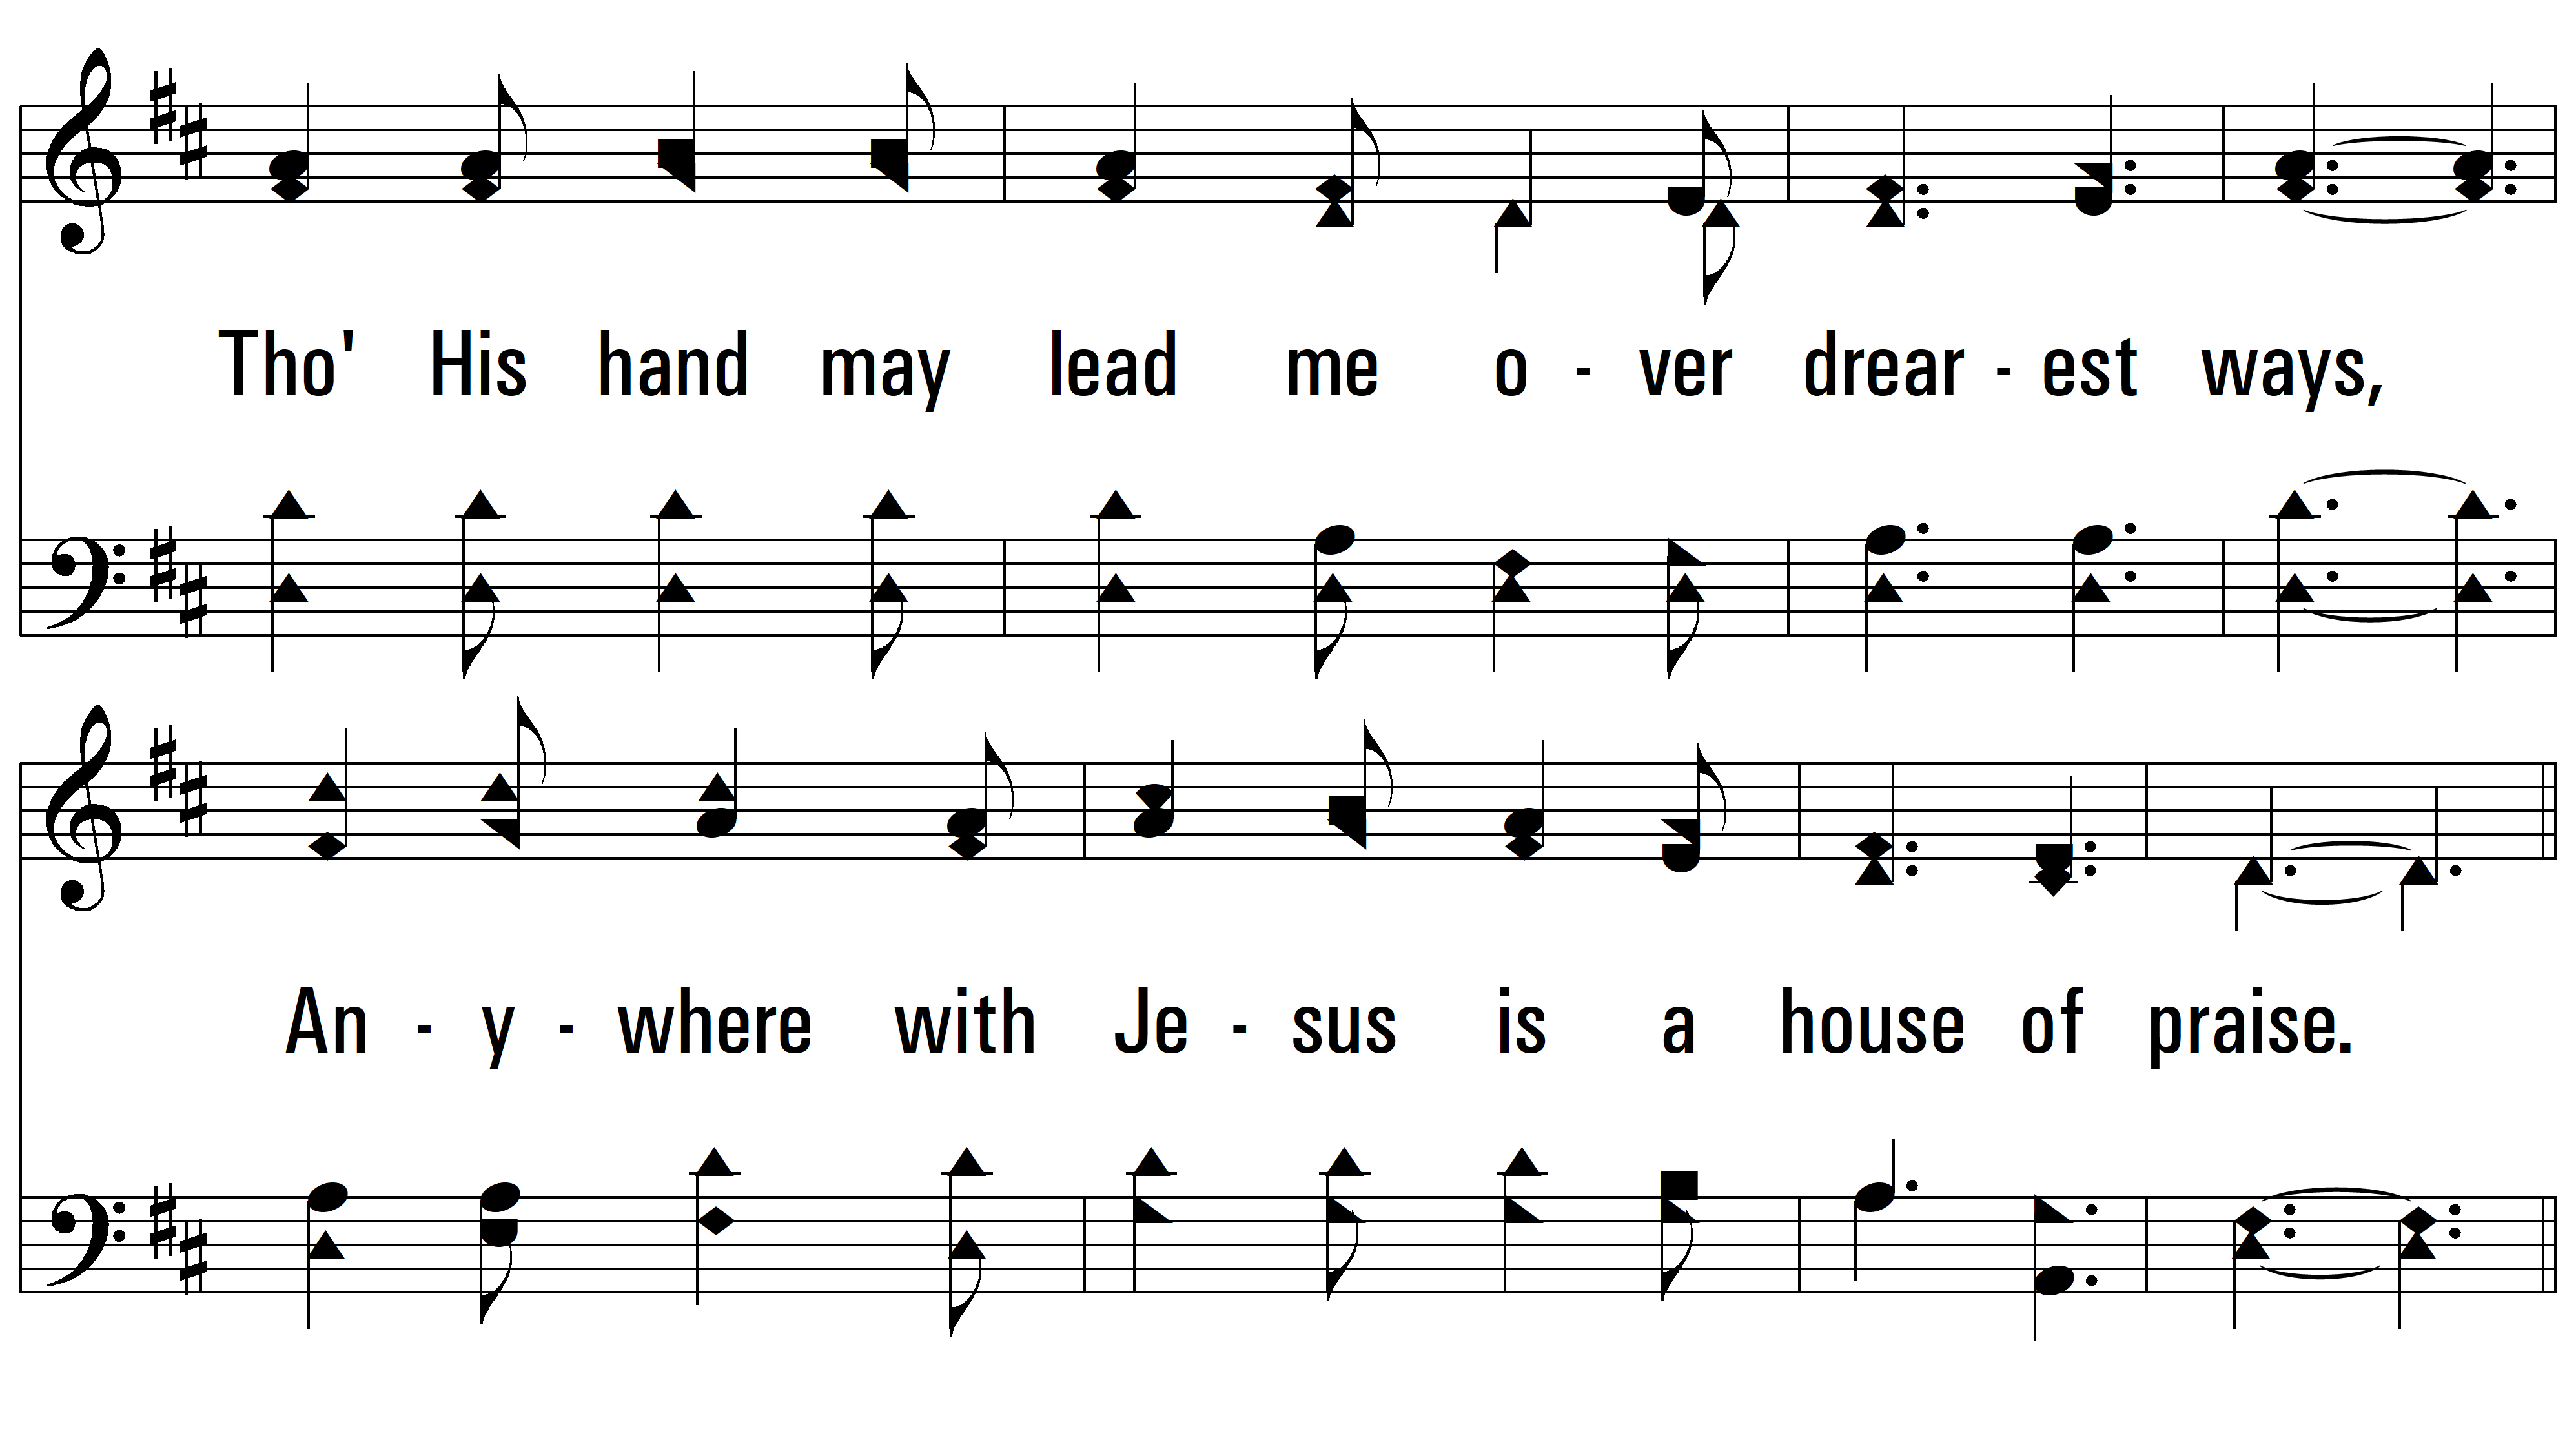 Tho' His hand may lead me o - ver drear - est ways,
An - y - where with Je - sus is a house of praise.